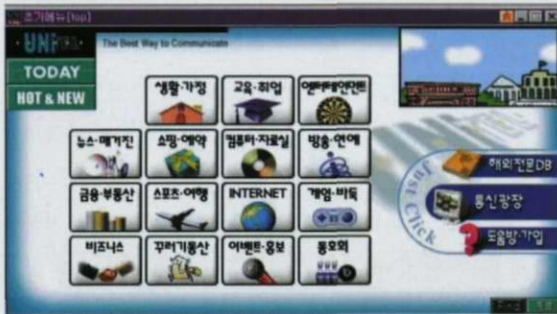 초기메뉴(top)
UNITEL
The Best Way to Communicate
TODAY
HOT & NEW
생활·가정
교육·취업
엔터테인먼트
뉴스·매거진
쇼핑·예약
컴퓨터·자료실
방송·연예
금융·부동산
스포츠·여행
INTERNET
게임·바둑
비즈니스
꾸러기동산
이벤트·홍보
동호회
Just Click
해외전문DB
통신광장
도움방·가입